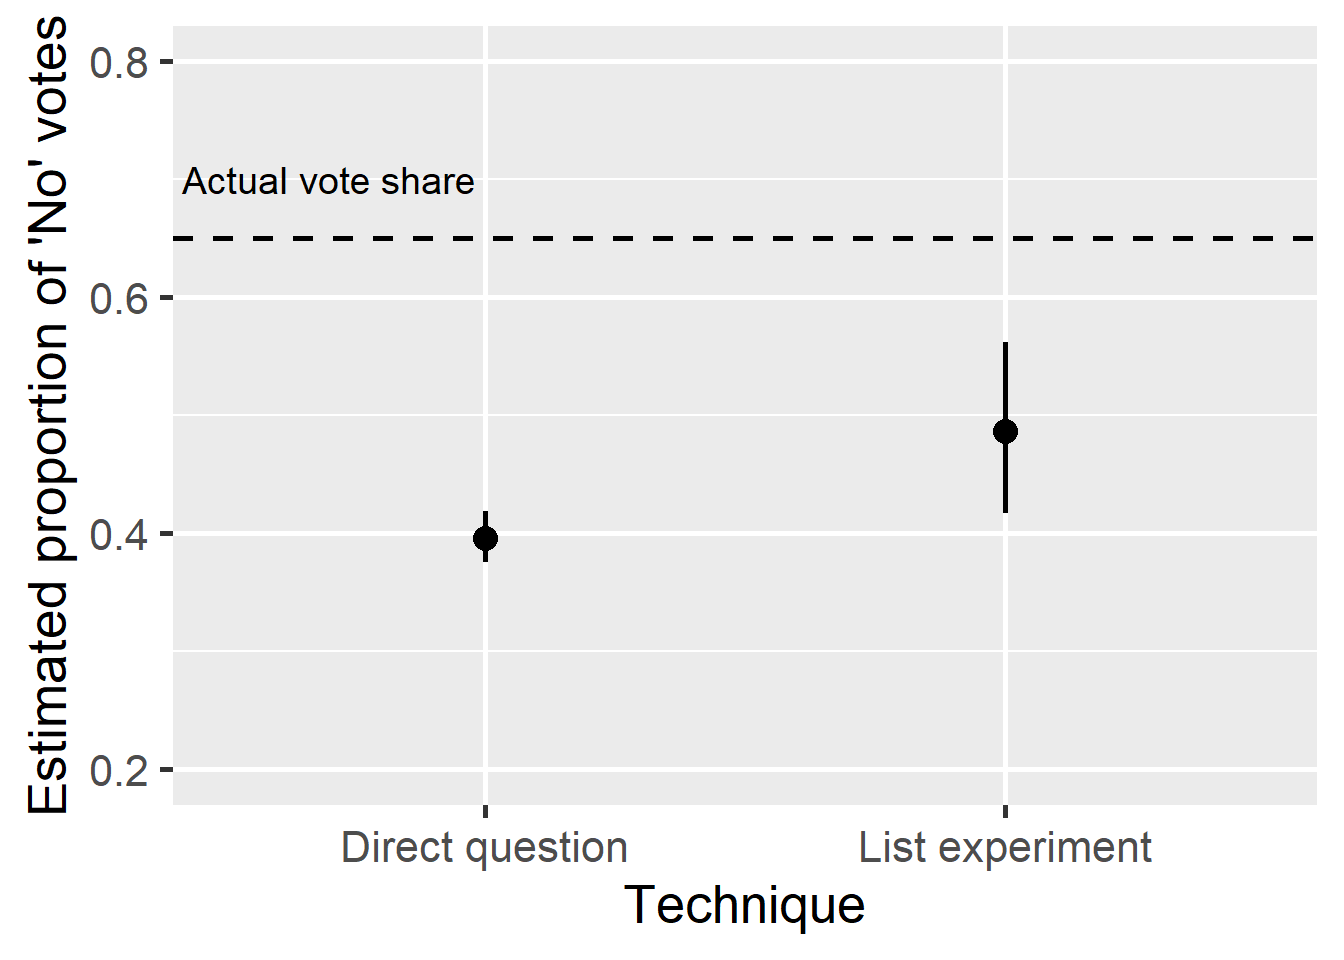 Estimated proportion of 'No' votes
0.8
0.6
0.4
0.2
Actual vote share
Direct question
List experiment
Technique